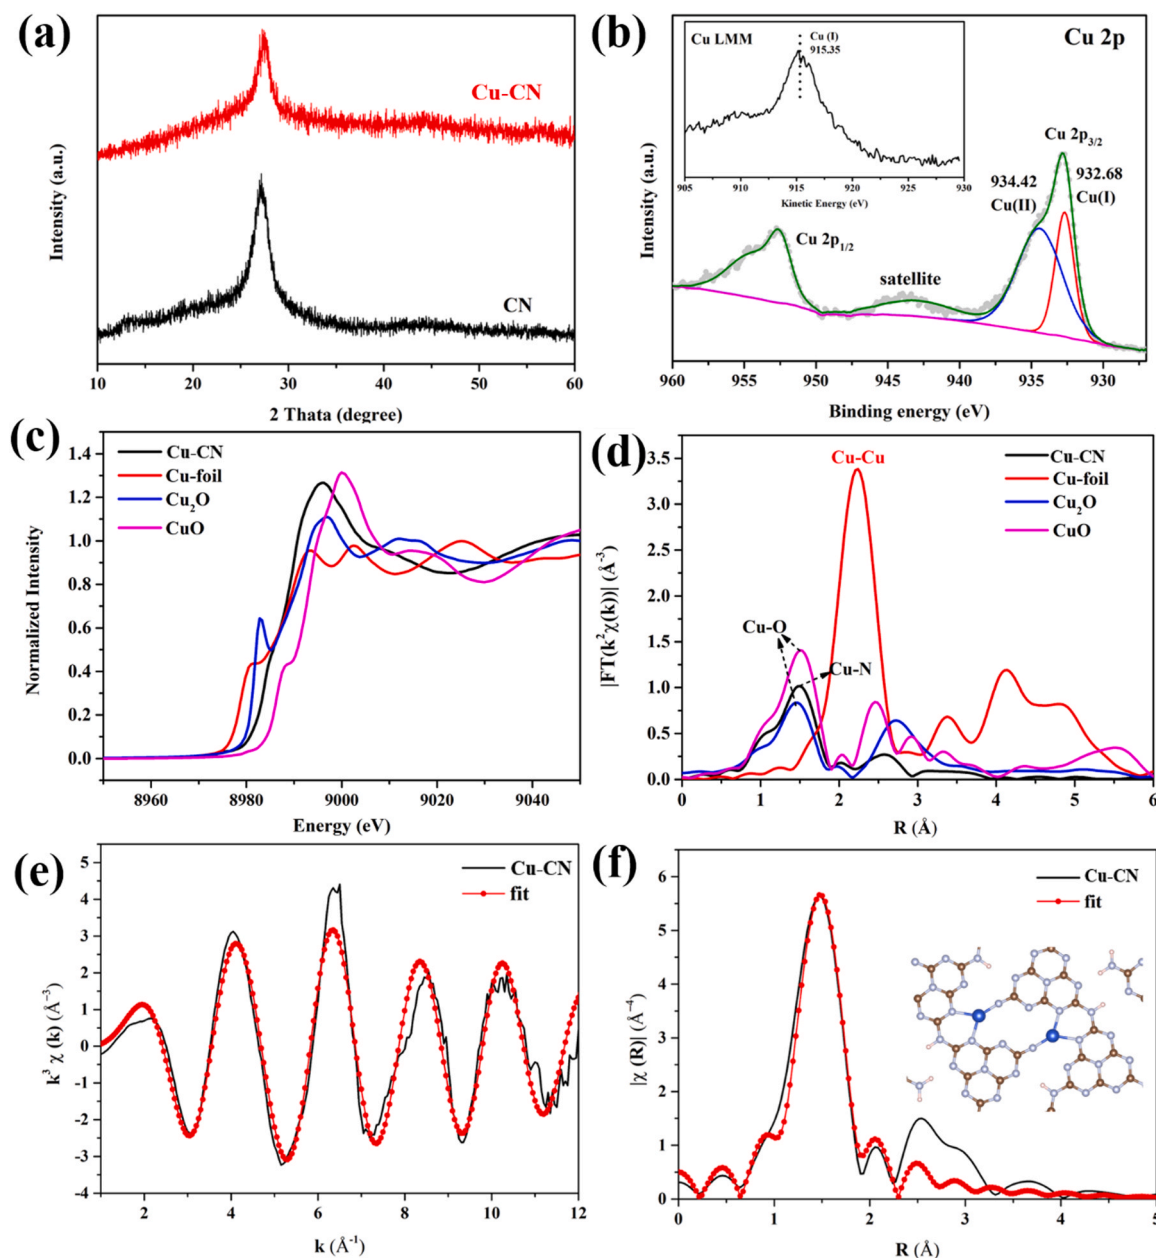 (a)
Cu-CN
CN
Intensity (a.u.)
10 20 30 40 50 60
2 Thata (degree)
(b)
Cu 2p
Cu LMM
Cu (I)
915.35
905 910 915 920 925 930
Kinetic Energy (eV)
Cu 2p3/2
934.42
Cu(II)
932.68
Cu(I)
Cu 2p1/2
satellite
Intensity (a.u.)
960 955 950 945 940 935 930
Binding energy (eV)
(c)
Cu-CN
Cu-foil
Cu2O
CuO
Normalized Intensity
1.4
1.2
1.0
0.8
0.6
0.4
0.2
0.0
8960 8980 9000 9020 9040
Energy (eV)
(d)
Cu-Cu
Cu-CN
Cu-foil
Cu2O
CuO
Cu-O
Cu-N
|FT(k²χ(k))| (Å⁻³)
3.5
3.0
2.5
2.0
1.5
1.0
0.5
0.0
0 1 2 3 4 5 6
R (Å)
(e)
Cu-CN
fit
k³ χ (k) (Å⁻³)
5
4
3
2
1
0
-1
-2
-3
-4
2 4 6 8 10 12
k (Å⁻¹)
(f)
Cu-CN
fit
|χ (R)| (Å⁻⁴)
6
5
4
3
2
1
0
0 1 2 3 4 5
R (Å)